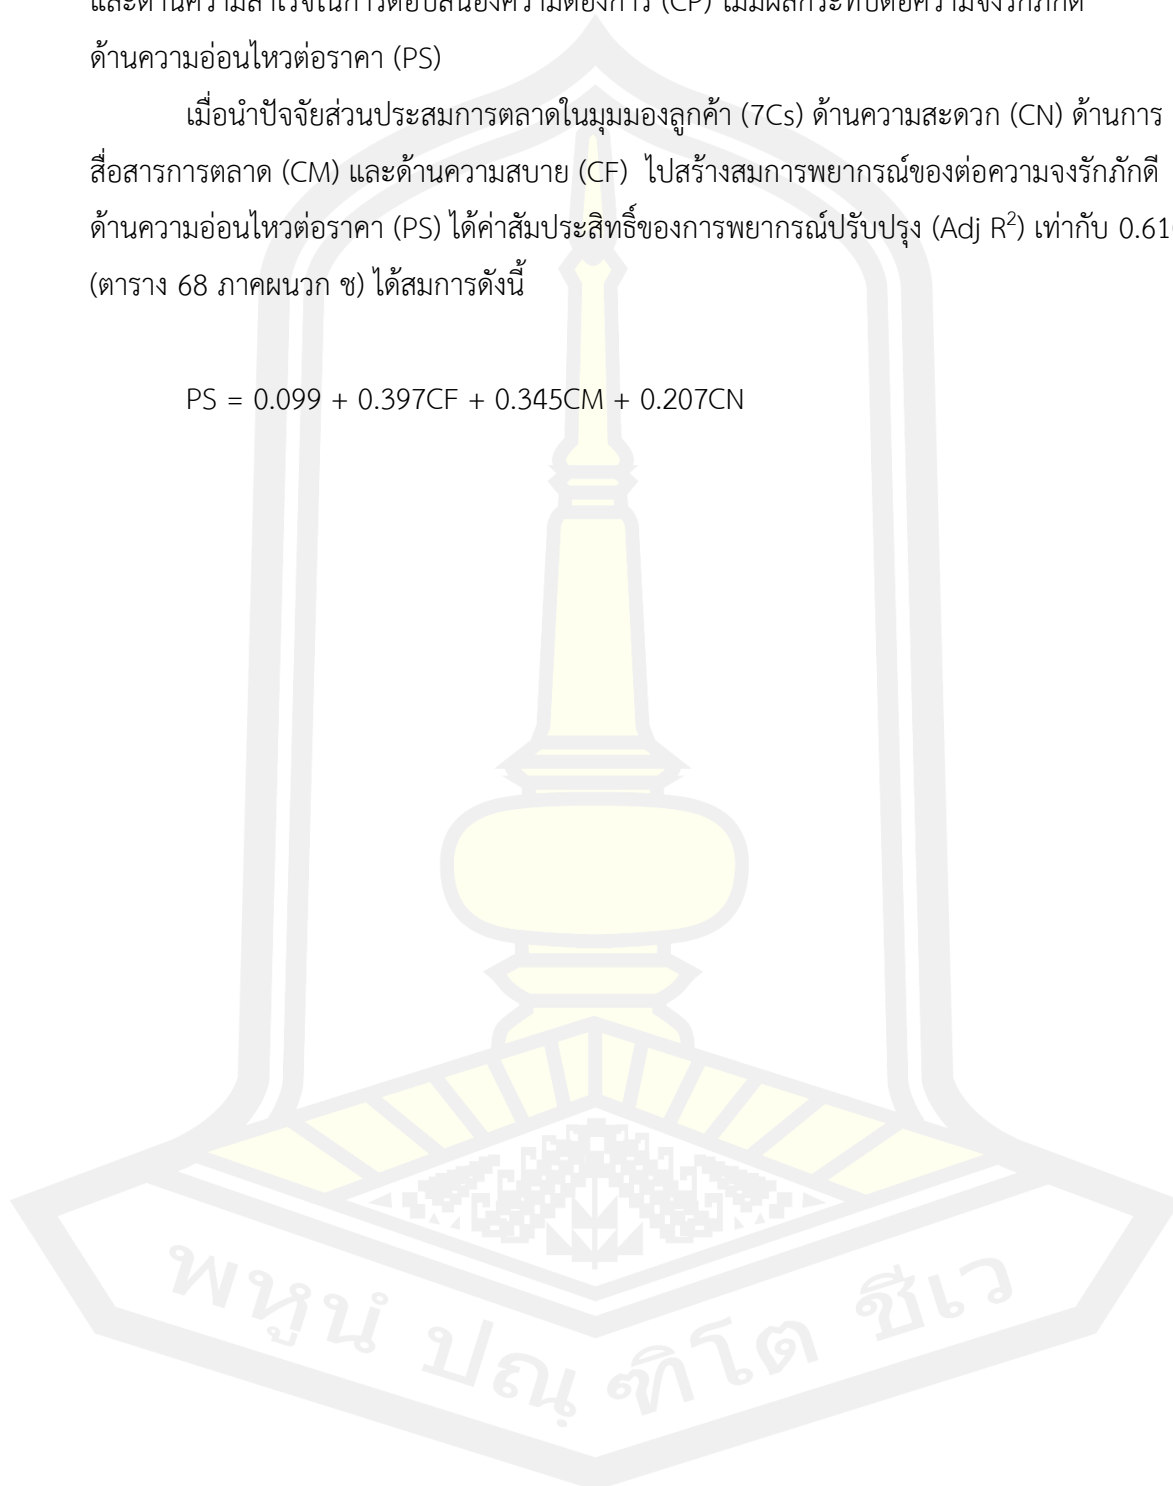 และด้านความสำเร็จในการตอบสนองความต้องการ (CP) ไม่มีผลกระทบต่อความจงรักภักดี
ด้านความอ่อนไหวต่อราคา (PS)
เมื่อนำปัจจัยส่วนประสมการตลาดในมุมมองลูกค้า (7Cs) ด้านความสะดวก (CN) ด้านการ
สื่อสารการตลาด (CM) และด้านความสบาย (CF) ไปสร้างสมการพยากรณ์ของต่อความจงรักภักดี
ด้านความอ่อนไหวต่อราคา (PS) ได้ค่าสัมประสิทธิ์ของการพยากรณ์ปรับปรุง (Adj R²) เท่ากับ
(ตาราง 68 ภาคผนวก ช) ได้สมการดังนี้
PS = 0.099 + 0.397CF + 0.345CM + 0.207CN
พหูนํ ปณฺฑิโต ชีเว